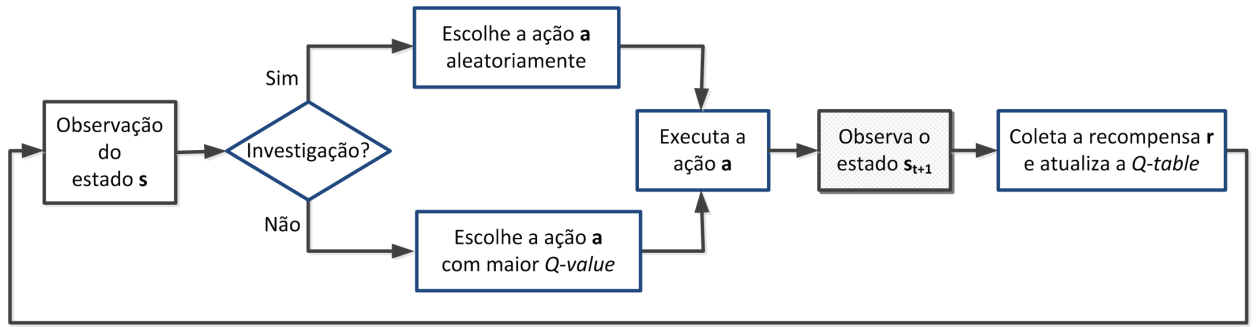 Observação
do
estado s
Investigação?
Sim
Escolhe a ação a
aleatoriamente
Não
Escolhe a ação a
com maior Q-value
Executa a
ação a
Observa o
estado s_{t+1}
Coleta a recompensa r
e atualiza a Q-table